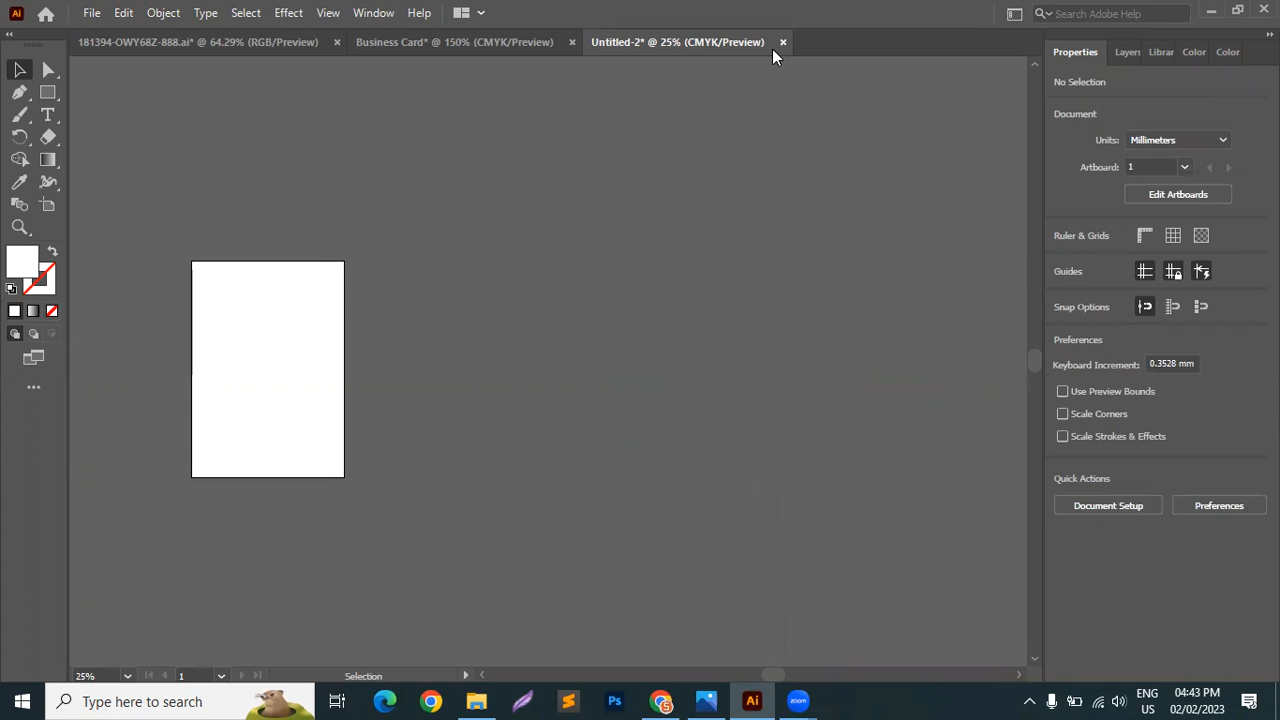 Ai File Edit Object Type Select Effect View Window Help Search Adobe Help
181394-OWY68Z-888.ai* @ 64.29% (RGB/Preview) × Business Card* @ 150% (CMYK/Preview) × Untitled-2* @ 25% (CMYK/Preview) ×
Properties Layers Librar Color Color
No Selection
Document
Units: Millimeters
Artboard: 1
Edit Artboards
Ruler & Grids
Guides
Snap Options
Preferences
Keyboard Increment: 0.3528 mm
Use Preview Bounds
Scale Corners
Scale Strokes & Effects
Quick Actions
Document Setup Preferences
25% 1 Selection
Type here to search Ps S Ai zoom ENG 04:43 PM
US 02/02/2023